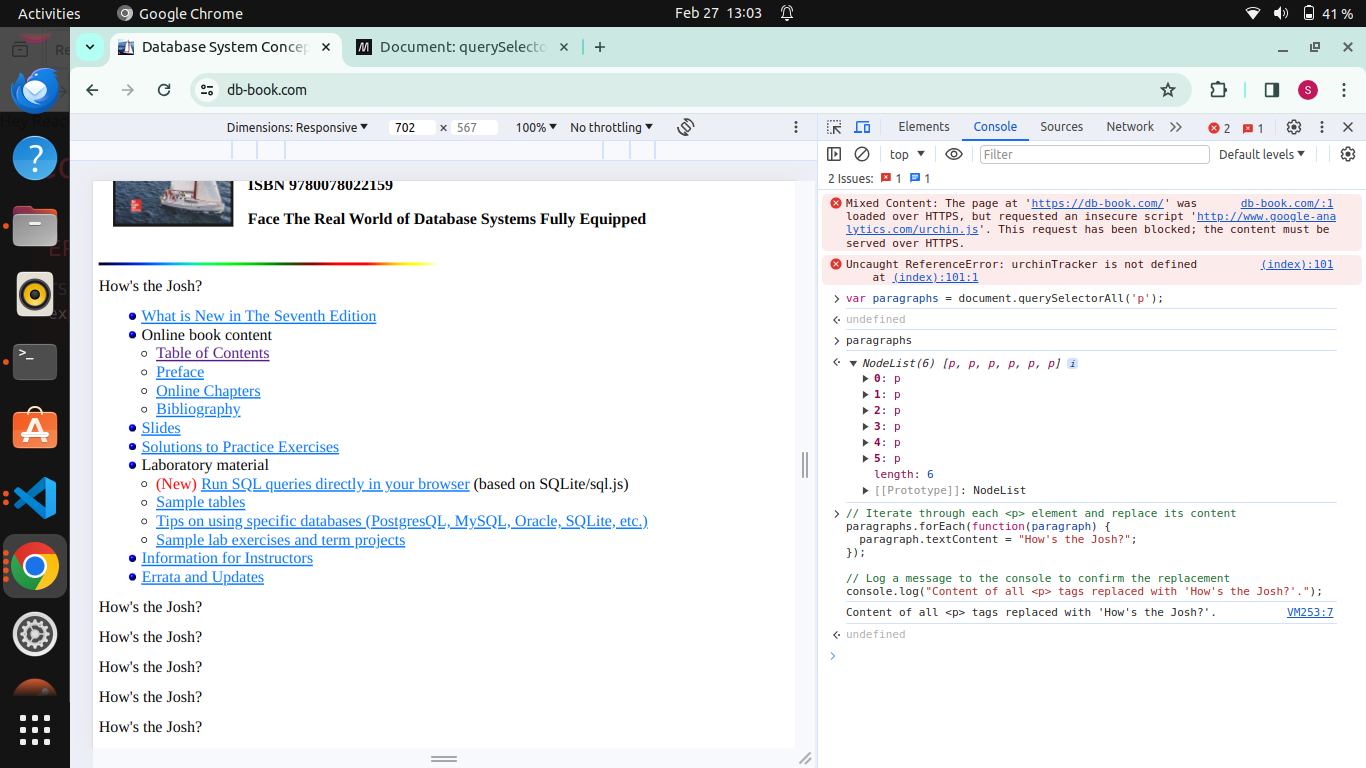 Activities
Google Chrome
Feb 27 13:03
41 %
Database System Concep
Document: querySelecto
db-book.com
S
Dimensions: Responsive
702 x 567
100%
No throttling
ISBN 9780078022159
Face The Real World of Database Systems Fully Equipped
How's the Josh?
What is New in The Seventh Edition
Online book content
Table of Contents
Preface
Online Chapters
Bibliography
Slides
Solutions to Practice Exercises
Laboratory material
(New) Run SQL queries directly in your browser (based on SQLite/sql.js)
Sample tables
Tips on using specific databases (PostgresQL, MySQL, Oracle, SQLite, etc.)
Sample lab exercises and term projects
Information for Instructors
Errata and Updates
How's the Josh?
How's the Josh?
How's the Josh?
How's the Josh?
How's the Josh?
Elements
Console
Sources
Network
2
1
top
Filter
Default levels
2 Issues: 1 1
Mixed Content: The page at 'https://db-book.com/' was db-book.com/:1
loaded over HTTPS, but requested an insecure script 'http://www.google-ana
lytics.com/urchin.js'. This request has been blocked; the content must be
served over HTTPS.
Uncaught ReferenceError: urchinTracker is not defined (index):101
at (index):101:1
var paragraphs = document.querySelectorAll('p');
undefined
paragraphs
NodeList(6) [p, p, p, p, p, p] i
0: p
1: p
2: p
3: p
4: p
5: p
length: 6
[[Prototype]]: NodeList
// Iterate through each <p> element and replace its content
paragraphs.forEach(function(paragraph) {
paragraph.textContent = "How's the Josh?";
});
// Log a message to the console to confirm the replacement
console.log("Content of all <p> tags replaced with 'How's the Josh?'.");
Content of all <p> tags replaced with 'How's the Josh?'. VM253:7
undefined